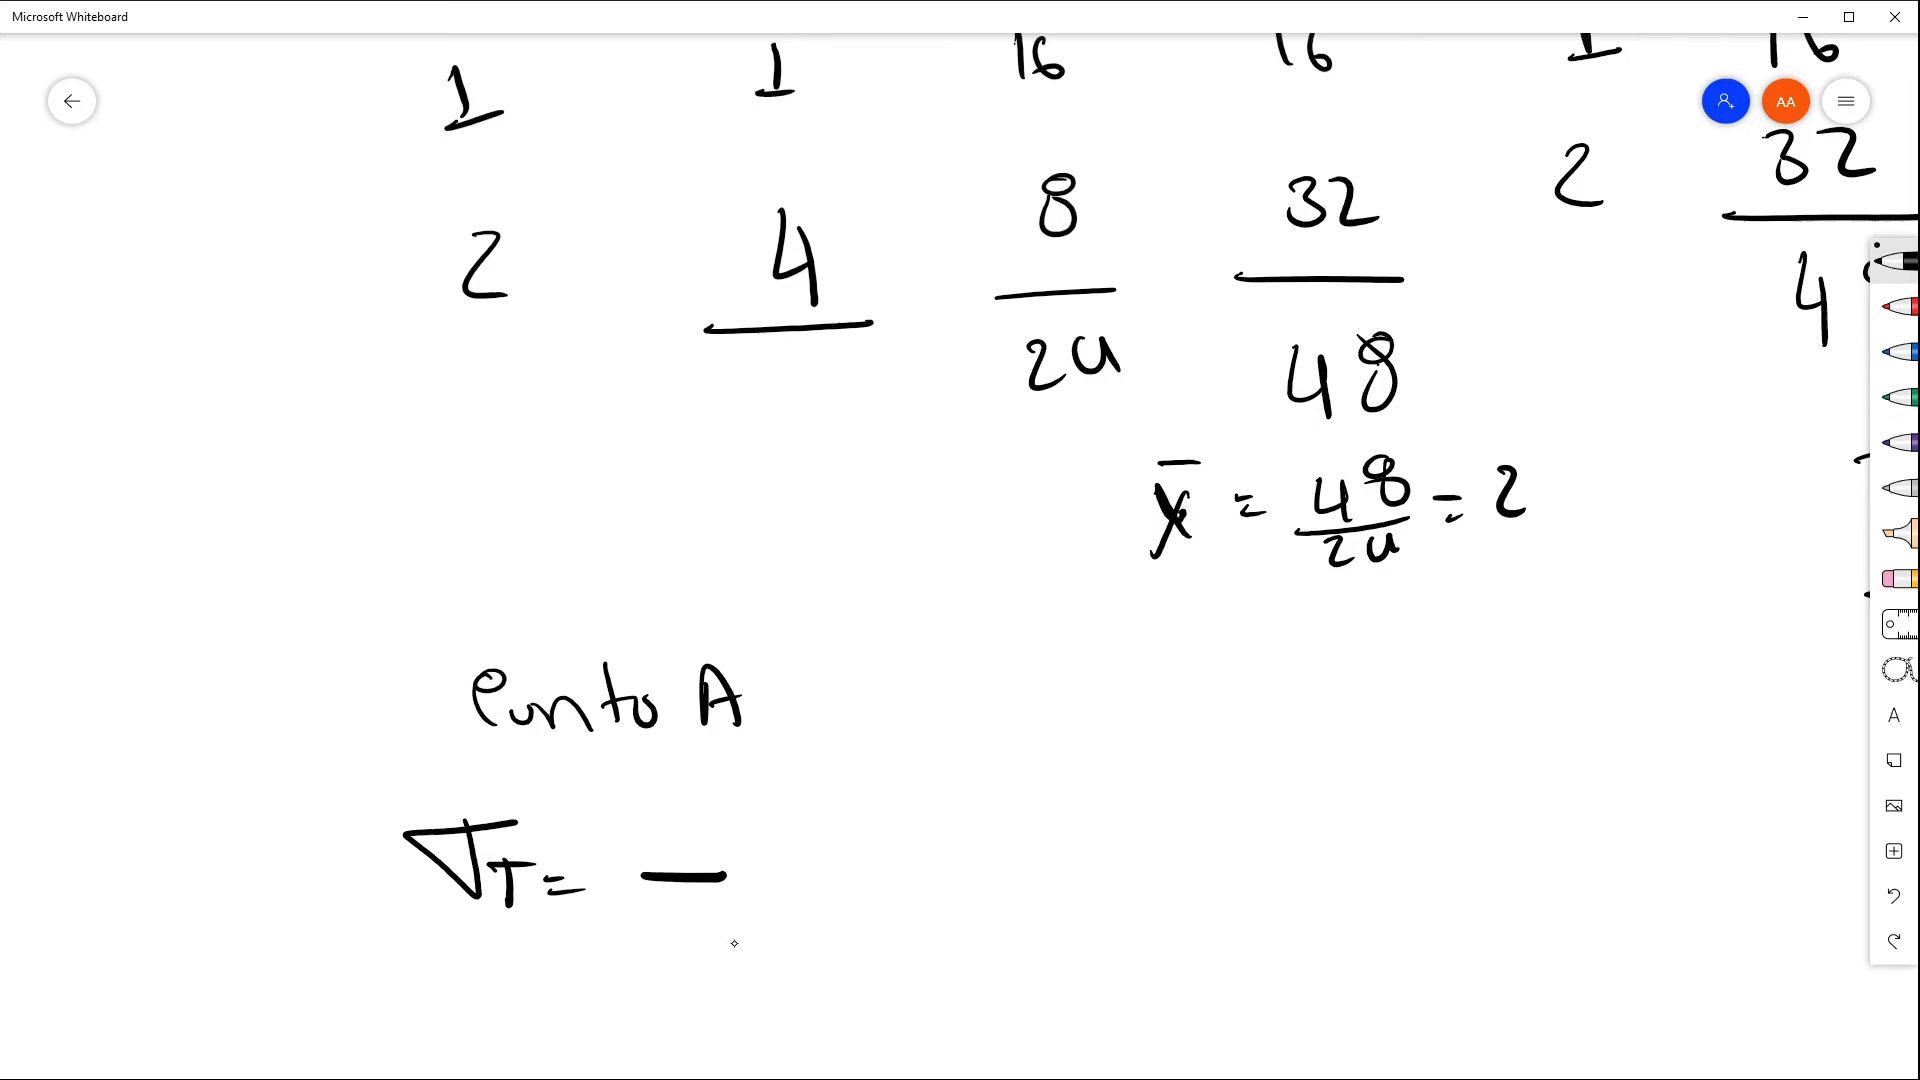 Microsoft Whiteboard
1 1 16 16 1 16
AA
2 4 8 32 2 32
24 48 4
x̄ = 48/24 = 2
Punto A
σT = —
A